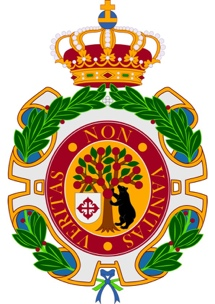 VERITAS · NON · VANITAS